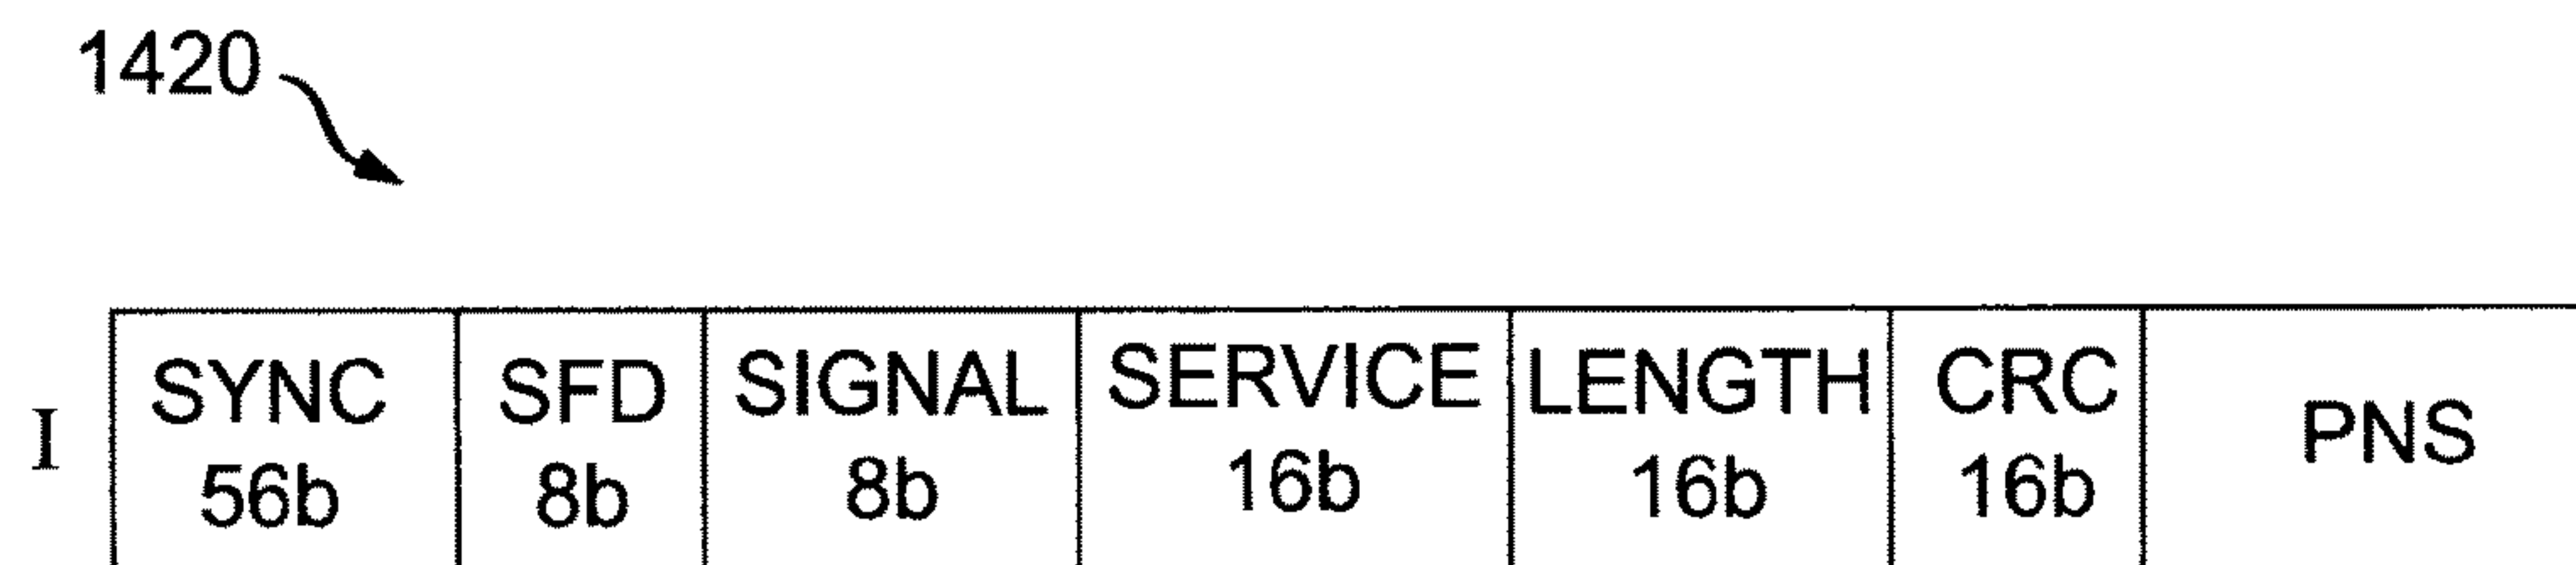 1420
I SYNC SFD SIGNAL SERVICE LENGTH CRC PNS
56b 8b 8b 16b 16b 16b